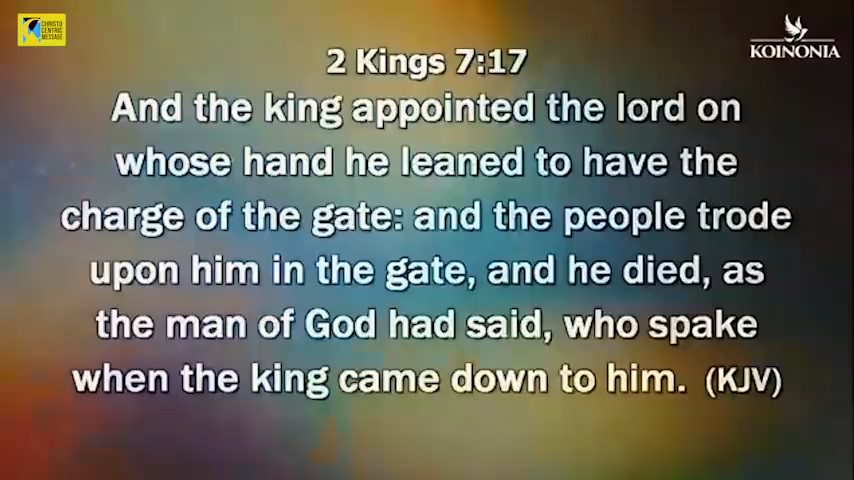 CHRISTO
CENTRIC
MESSAGE
KOINONIA
2 Kings 7:17
And the king appointed the lord on
whose hand he leaned to have the
charge of the gate: and the people trode
upon him in the gate, and he died, as
the man of God had said, who spake
when the king came down to him. (KJV)